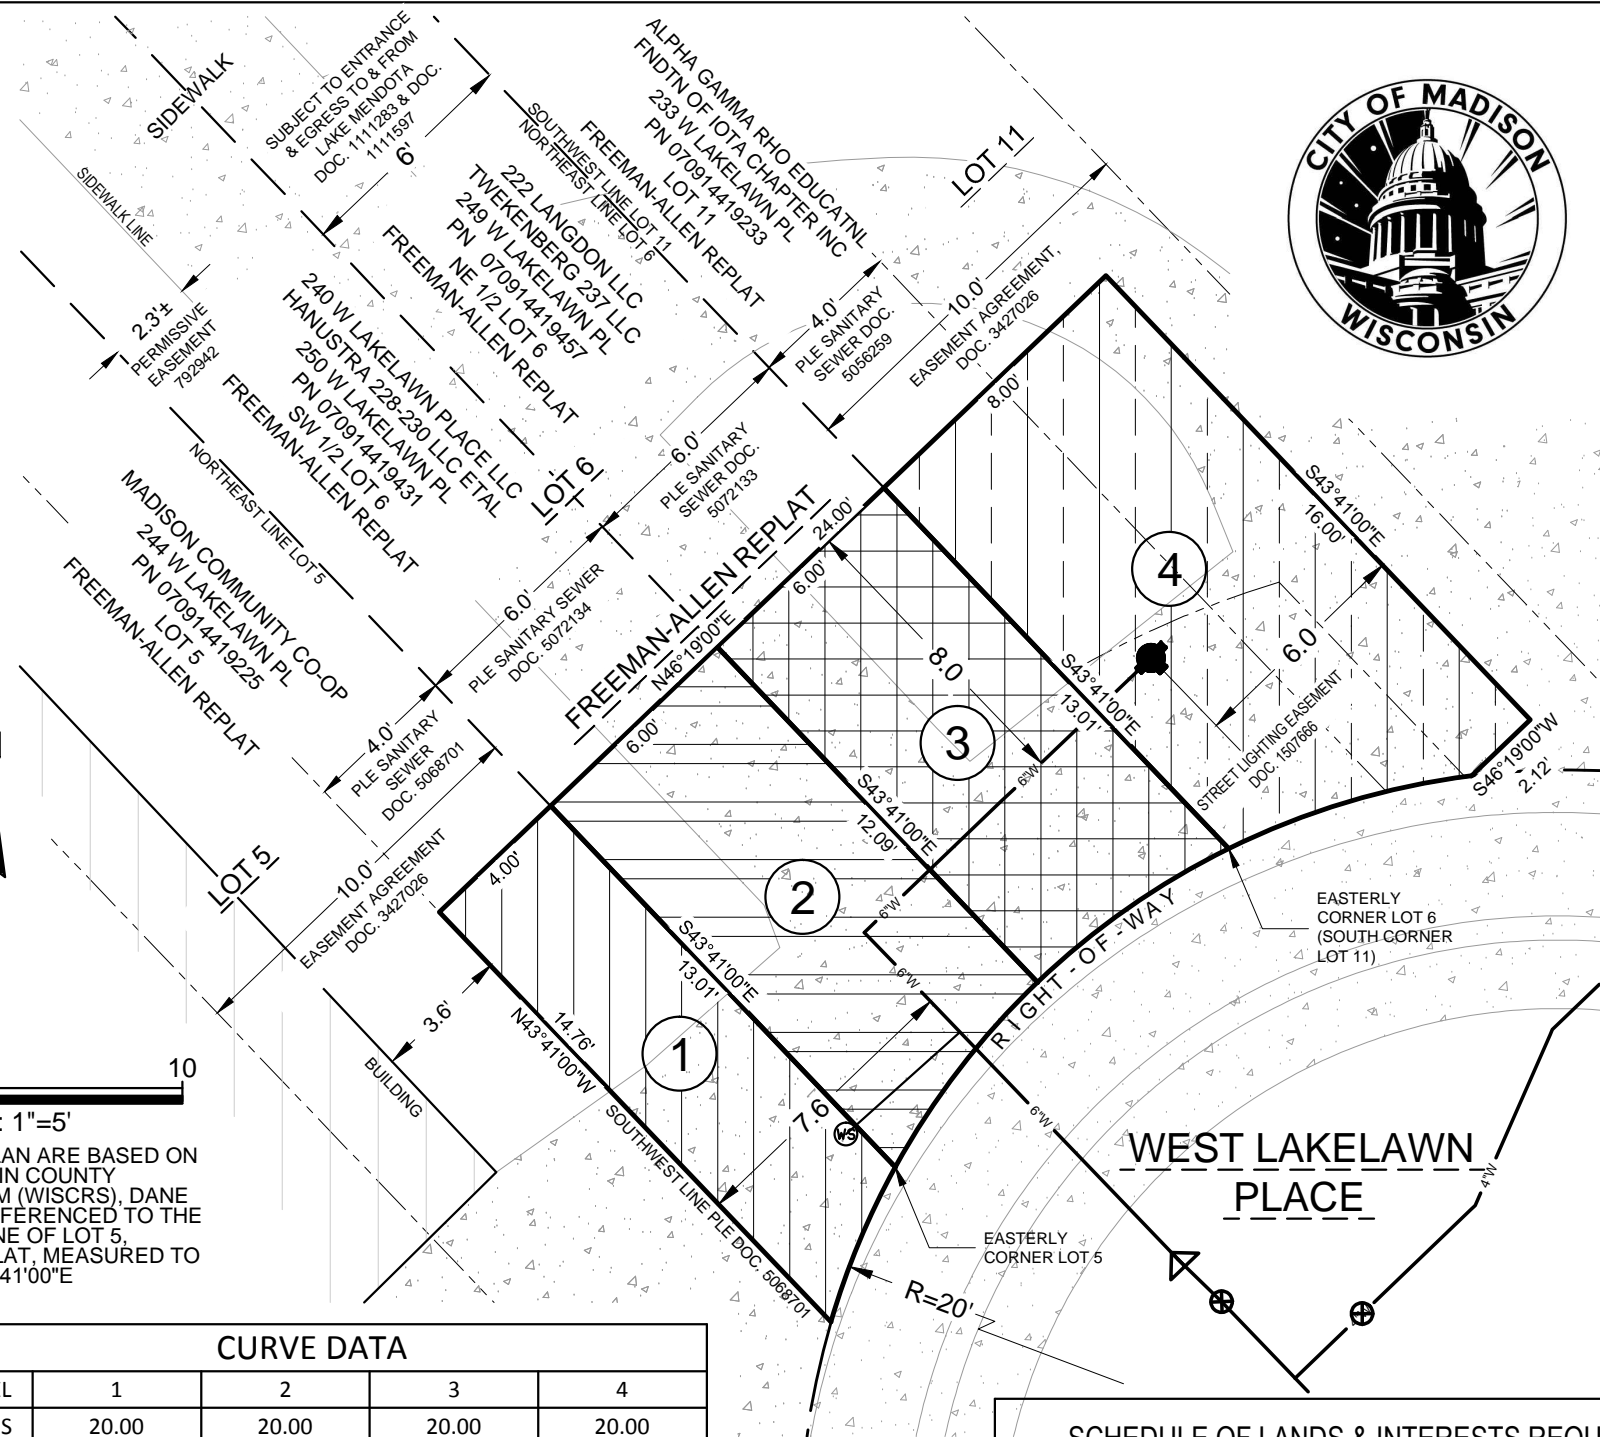 SIDEWALK
SUBJECT TO ENTRANCE
& EGRESS TO & FROM
LAKE MENDOTA
DOC. 1111283 & DOC.
1111597
6'
SIDEWALK LINE
2.3'±
PERMISSIVE
EASEMENT
792942
SOUTHWEST LINE LOT 11
NORTHEAST LINE LOT 6
ALPHA GAMMA RHO EDUCATNL
FNDTN OF IOTA CHAPTER INC
233 W LAKELAWN PL
PN 070914419233
LOT 11
FREEMAN-ALLEN REPLAT
LOT 11
222 LANGDON LLC
TWEKENBERG 237 LLC
249 W LAKELAWN PL
PN 070914419457
NE 1/2 LOT 6
FREEMAN-ALLEN REPLAT
240 W LAKELAWN PLACE LLC
HANUSTRA 228-230 LLC ETAL
250 W LAKELAWN PL
PN 070914419431
SW 1/2 LOT 6
FREEMAN-ALLEN REPLAT
LOT 6
NORTHEAST LINE LOT 5
MADISON COMMUNITY CO-OP
244 W LAKELAWN PL
PN 070914419225
LOT 5
FREEMAN-ALLEN REPLAT
LOT 5
CITY OF MADISON
WISCONSIN
4.0'
PLE SANITARY
SEWER DOC.
5056259
10.0'
EASEMENT AGREEMENT,
DOC. 3427026
6.0'
PLE SANITARY
SEWER DOC.
5072133
6.0'
PLE SANITARY SEWER
DOC. 5072134
4.0'
PLE SANITARY
SEWER
DOC. 5068701
10.0'
EASEMENT AGREEMENT
DOC. 3427026
FREEMAN-ALLEN REPLAT
N46°19'00"E
24.00'
8.00'
6.00'
6.00'
4.00'
S43°41'00"E
16.00'
4
6.0
STREET LIGHTING EASEMENT
DOC 1507666
S46°19'00"W
2.12'
S43°41'00"E
13.01'
8.0
3
6"W
S43°41'00"E
12.09'
2
6"W
6"W
S43°41'00"E
13.01'
1
7.6
WS
14.76'
N43°41'00"W
SOUTHWEST LINE PLE DOC. 5068701
3.6'
BUILDING
RIGHT-OF-WAY
EASTERLY
CORNER LOT 6
(SOUTH CORNER
LOT 11)
EASTERLY
CORNER LOT 5
R=20'
6"W
4"W
WEST LAKELAWN
PLACE
10
: 1"=5'
LAN ARE BASED ON
IN COUNTY
M (WISCRS), DANE
FERENCED TO THE
NE OF LOT 5,
LAT, MEASURED TO
41'00"E
CURVE DATA
EL 1 2 3 4
S 20.00 20.00 20.00 20.00
SCHEDULE OF LANDS & INTERESTS REQU